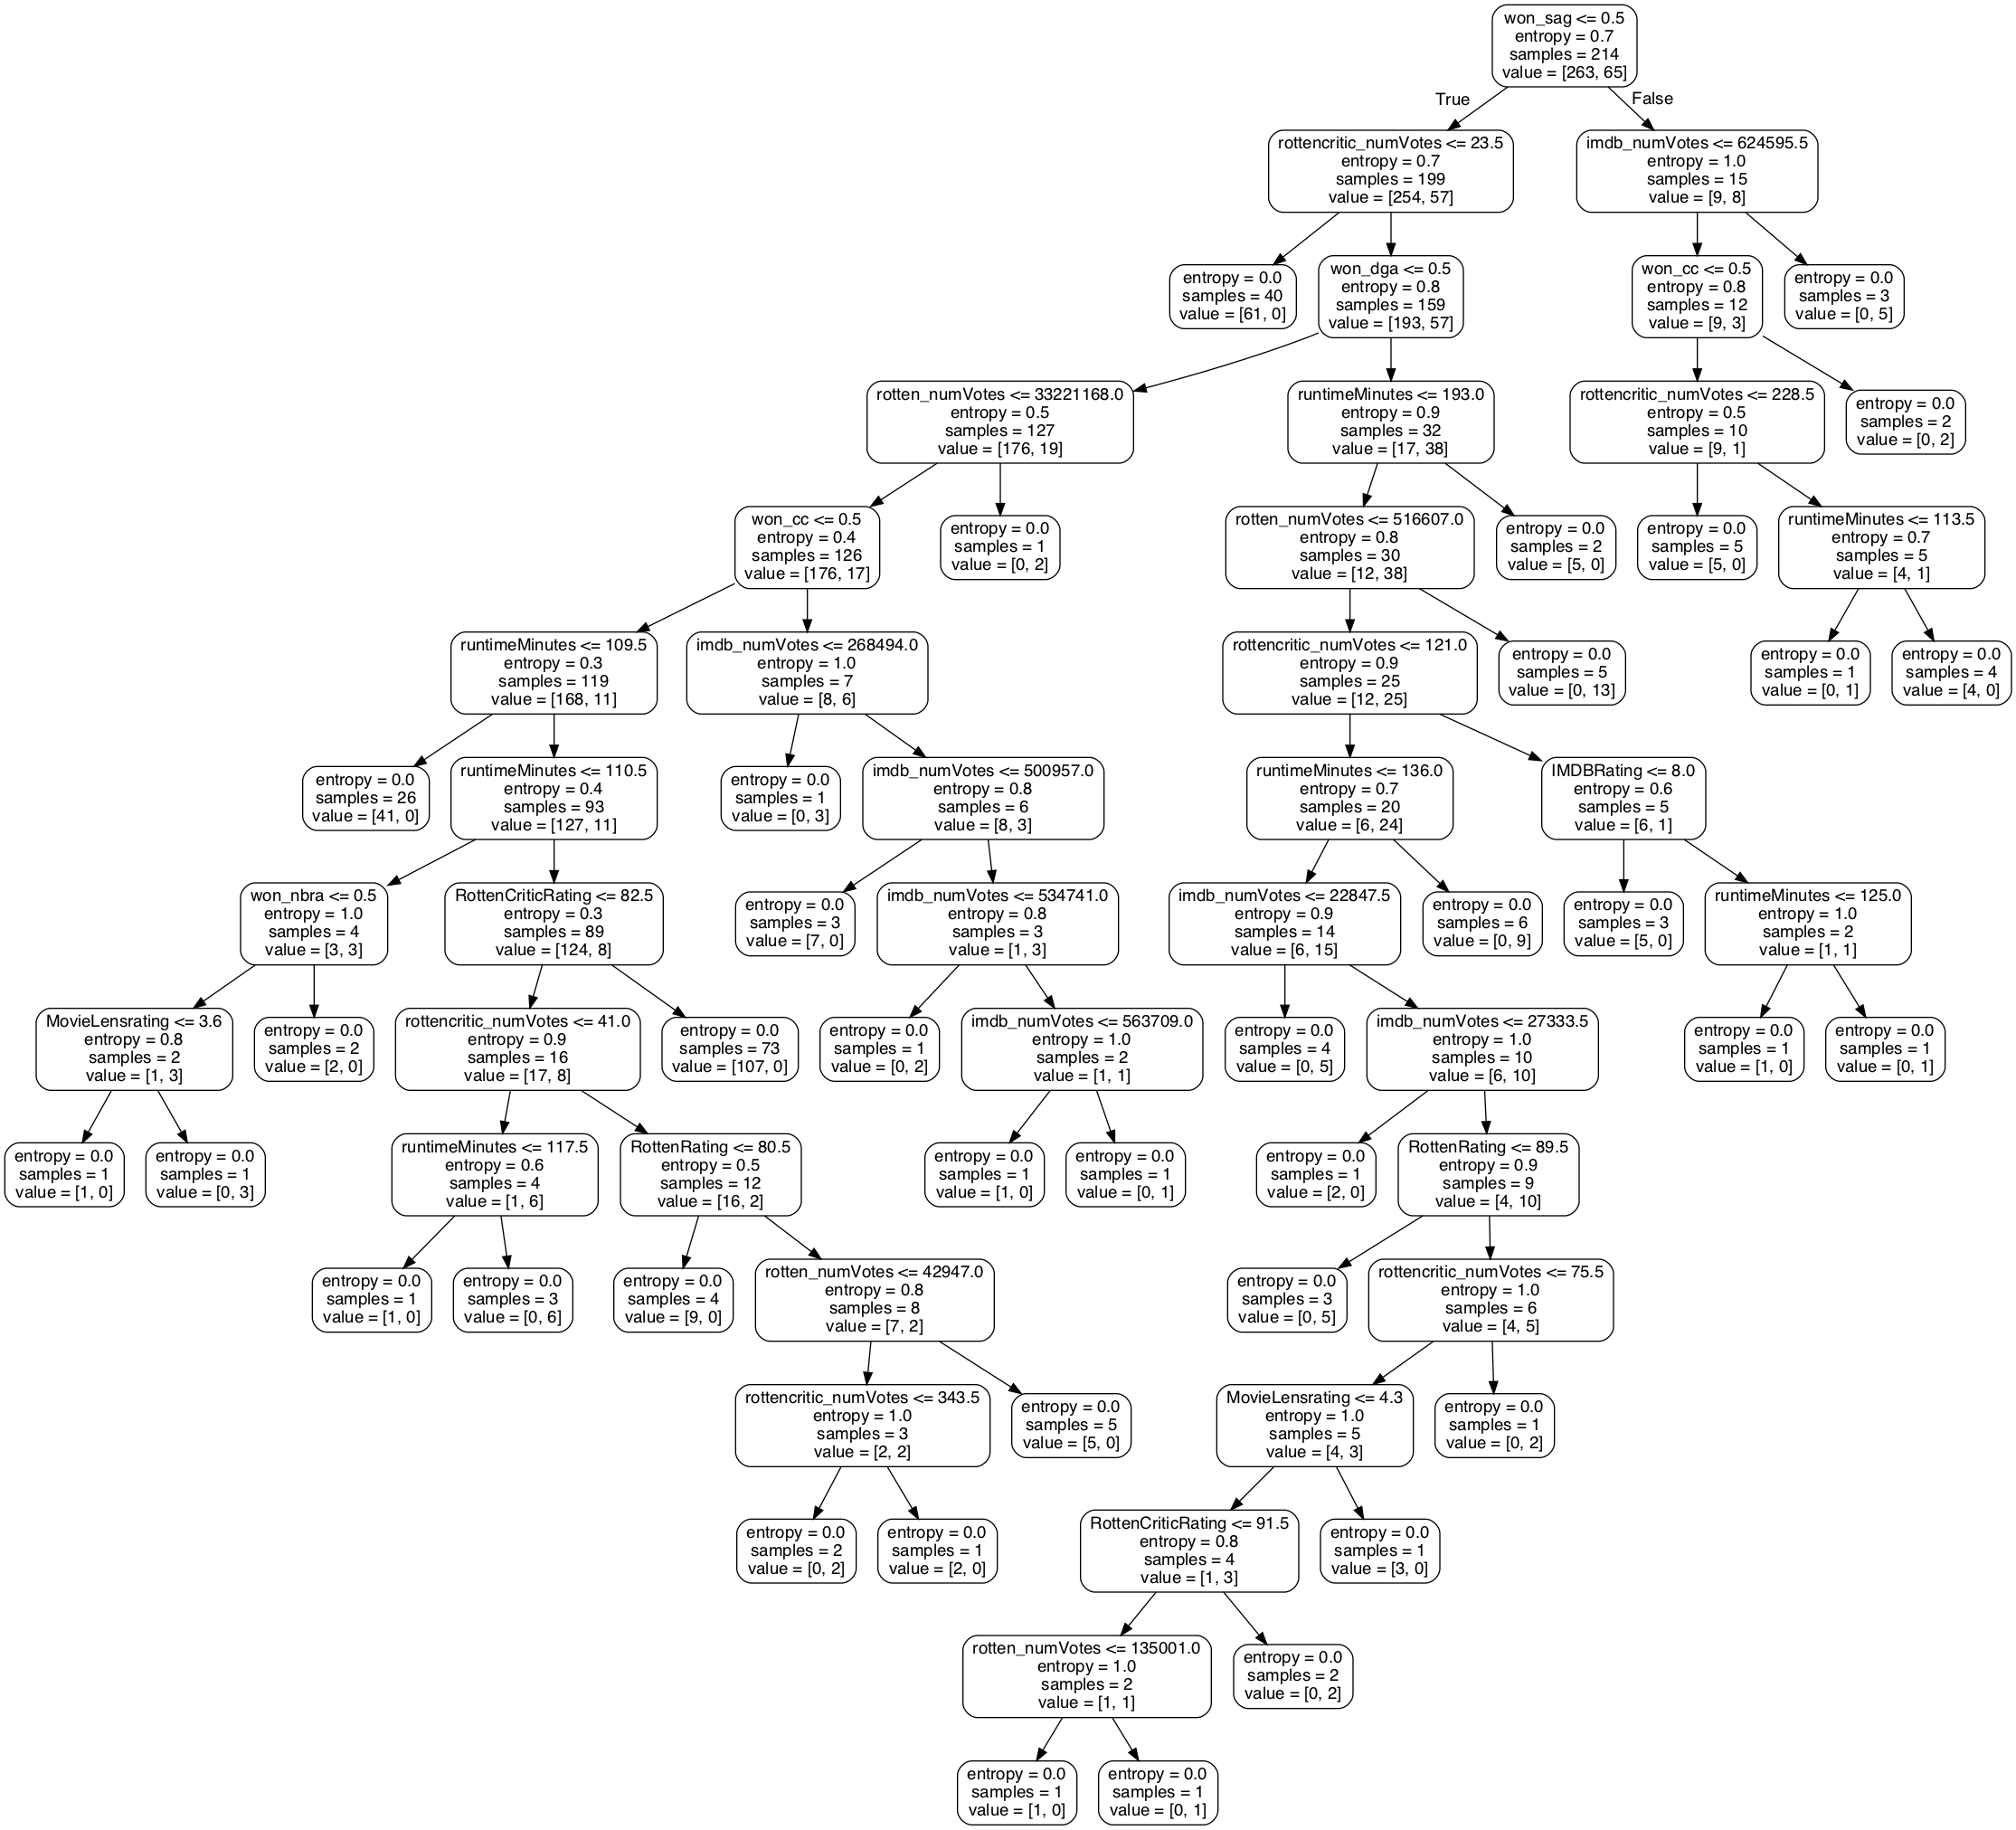 won_sag <= 0.5
entropy = 0.7
samples = 214
value = [263, 65]
True
False
rottencritic_numVotes <= 23.5
entropy = 0.7
samples = 199
value = [254, 57]
imdb_numVotes <= 624595.5
entropy = 1.0
samples = 15
value = [9, 8]
entropy = 0.0
samples = 40
value = [61, 0]
won_dga <= 0.5
entropy = 0.8
samples = 159
value = [193, 57]
won_cc <= 0.5
entropy = 0.8
samples = 12
value = [9, 3]
entropy = 0.0
samples = 3
value = [0, 5]
rotten_numVotes <= 33221168.0
entropy = 0.5
samples = 127
value = [176, 19]
runtimeMinutes <= 193.0
entropy = 0.9
samples = 32
value = [17, 38]
rottencritic_numVotes <= 228.5
entropy = 0.5
samples = 10
value = [9, 1]
entropy = 0.0
samples = 2
value = [0, 2]
won_cc <= 0.5
entropy = 0.4
samples = 126
value = [176, 17]
entropy = 0.0
samples = 1
value = [0, 2]
rotten_numVotes <= 516607.0
entropy = 0.8
samples = 30
value = [12, 38]
entropy = 0.0
samples = 2
value = [5, 0]
entropy = 0.0
samples = 5
value = [5, 0]
runtimeMinutes <= 113.5
entropy = 0.7
samples = 5
value = [4, 1]
runtimeMinutes <= 109.5
entropy = 0.3
samples = 119
value = [168, 11]
imdb_numVotes <= 268494.0
entropy = 1.0
samples = 7
value = [8, 6]
rottencritic_numVotes <= 121.0
entropy = 0.9
samples = 25
value = [12, 25]
entropy = 0.0
samples = 5
value = [0, 13]
entropy = 0.0
samples = 1
value = [0, 1]
entropy = 0.0
samples = 4
value = [4, 0]
entropy = 0.0
samples = 26
value = [41, 0]
runtimeMinutes <= 110.5
entropy = 0.4
samples = 93
value = [127, 11]
entropy = 0.0
samples = 1
value = [0, 3]
imdb_numVotes <= 500957.0
entropy = 0.8
samples = 6
value = [8, 3]
runtimeMinutes <= 136.0
entropy = 0.7
samples = 20
value = [6, 24]
IMDBRating <= 8.0
entropy = 0.6
samples = 5
value = [6, 1]
won_nbra <= 0.5
entropy = 1.0
samples = 4
value = [3, 3]
RottenCriticRating <= 82.5
entropy = 0.3
samples = 89
value = [124, 8]
entropy = 0.0
samples = 3
value = [7, 0]
imdb_numVotes <= 534741.0
entropy = 0.8
samples = 3
value = [1, 3]
imdb_numVotes <= 22847.5
entropy = 0.9
samples = 14
value = [6, 15]
entropy = 0.0
samples = 6
value = [0, 9]
entropy = 0.0
samples = 3
value = [5, 0]
runtimeMinutes <= 125.0
entropy = 1.0
samples = 2
value = [1, 1]
MovieLensrating <= 3.6
entropy = 0.8
samples = 2
value = [1, 3]
entropy = 0.0
samples = 2
value = [2, 0]
rottencritic_numVotes <= 41.0
entropy = 0.9
samples = 16
value = [17, 8]
entropy = 0.0
samples = 73
value = [107, 0]
entropy = 0.0
samples = 1
value = [0, 2]
imdb_numVotes <= 563709.0
entropy = 1.0
samples = 2
value = [1, 1]
entropy = 0.0
samples = 4
value = [0, 5]
imdb_numVotes <= 27333.5
entropy = 1.0
samples = 10
value = [6, 10]
entropy = 0.0
samples = 1
value = [1, 0]
entropy = 0.0
samples = 1
value = [0, 1]
entropy = 0.0
samples = 1
value = [1, 0]
entropy = 0.0
samples = 1
value = [0, 3]
runtimeMinutes <= 117.5
entropy = 0.6
samples = 4
value = [1, 6]
RottenRating <= 80.5
entropy = 0.5
samples = 12
value = [16, 2]
entropy = 0.0
samples = 1
value = [1, 0]
entropy = 0.0
samples = 1
value = [0, 1]
entropy = 0.0
samples = 1
value = [2, 0]
RottenRating <= 89.5
entropy = 0.9
samples = 9
value = [4, 10]
entropy = 0.0
samples = 1
value = [1, 0]
entropy = 0.0
samples = 3
value = [0, 6]
entropy = 0.0
samples = 4
value = [9, 0]
rotten_numVotes <= 42947.0
entropy = 0.8
samples = 8
value = [7, 2]
entropy = 0.0
samples = 3
value = [0, 5]
rottencritic_numVotes <= 75.5
entropy = 1.0
samples = 6
value = [4, 5]
rottencritic_numVotes <= 343.5
entropy = 1.0
samples = 3
value = [2, 2]
entropy = 0.0
samples = 5
value = [5, 0]
MovieLensrating <= 4.3
entropy = 1.0
samples = 5
value = [4, 3]
entropy = 0.0
samples = 1
value = [0, 2]
entropy = 0.0
samples = 2
value = [0, 2]
entropy = 0.0
samples = 1
value = [2, 0]
RottenCriticRating <= 91.5
entropy = 0.8
samples = 4
value = [1, 3]
entropy = 0.0
samples = 1
value = [3, 0]
rotten_numVotes <= 135001.0
entropy = 1.0
samples = 2
value = [1, 1]
entropy = 0.0
samples = 2
value = [0, 2]
entropy = 0.0
samples = 1
value = [1, 0]
entropy = 0.0
samples = 1
value = [0, 1]